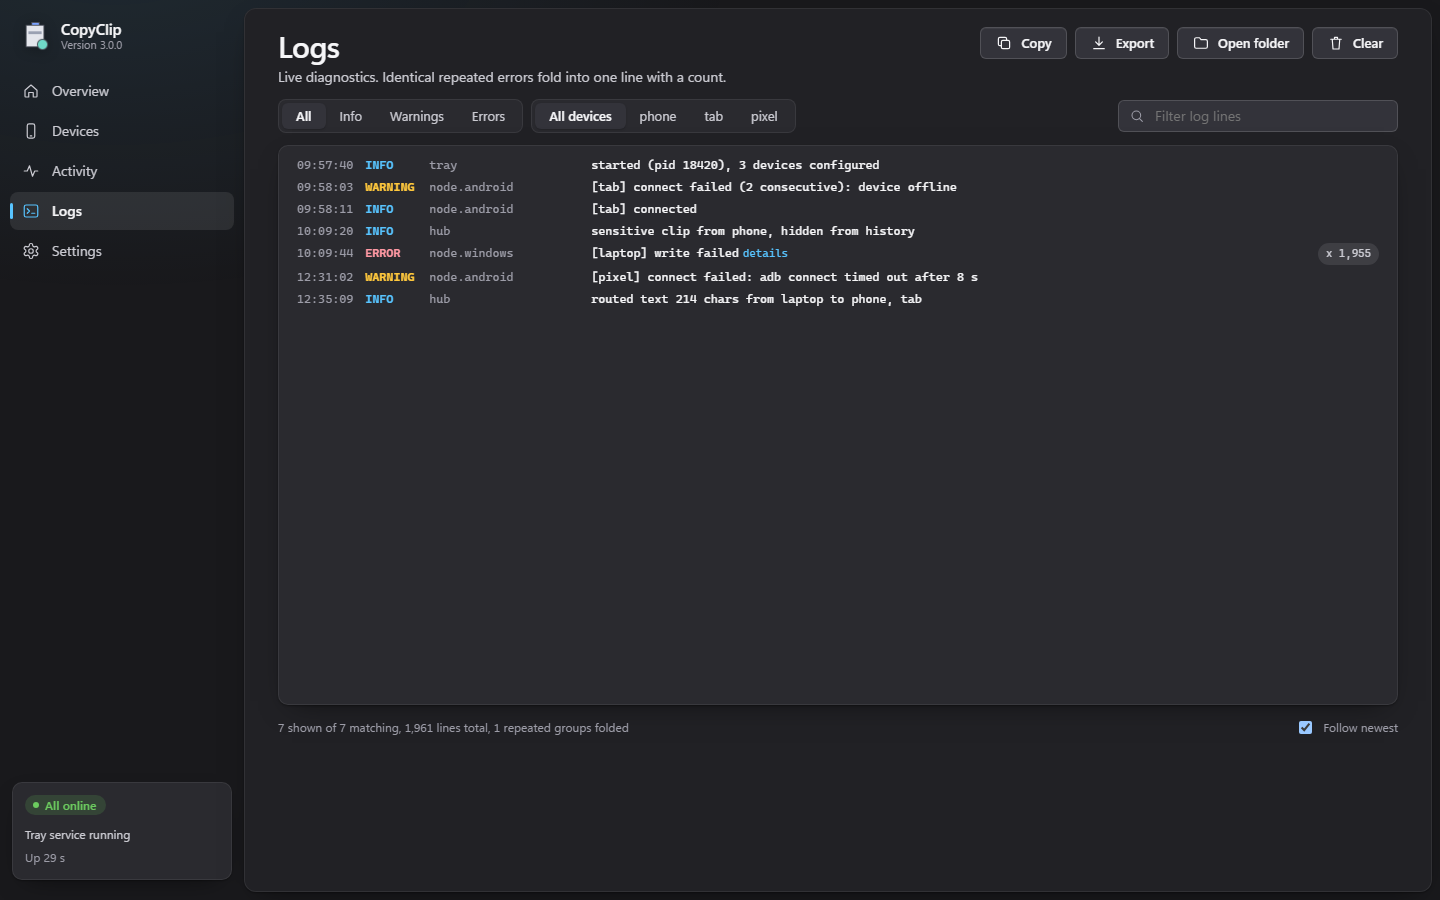 CopyClip
Version 3.0.0
Overview
Devices
Activity
Logs
Settings
All online
Tray service running
Up 29 s
Logs
Live diagnostics. Identical repeated errors fold into one line with a count.
Copy Export Open folder Clear
All Info Warnings Errors All devices phone tab pixel Filter log lines
09:57:40 INFO tray started (pid 18420), 3 devices configured
09:58:03 WARNING node.android [tab] connect failed (2 consecutive): device offline
09:58:11 INFO node.android [tab] connected
10:09:20 INFO hub sensitive clip from phone, hidden from history
10:09:44 ERROR node.windows [laptop] write failed details x 1,955
12:31:02 WARNING node.android [pixel] connect failed: adb connect timed out after 8 s
12:35:09 INFO hub routed text 214 chars from laptop to phone, tab
7 shown of 7 matching, 1,961 lines total, 1 repeated groups folded Follow newest